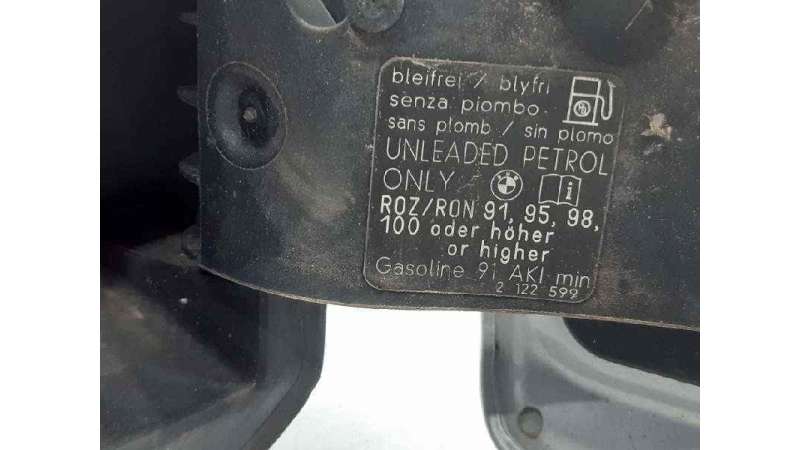 bleifrei / blyfri
senza piombo
sans plomb / sin plomo
UNLEADED PETROL
ONLY
ROZ/RON 91, 95, 98,
100 oder höher
or higher
Gasoline 91 AKI min
2 122 599